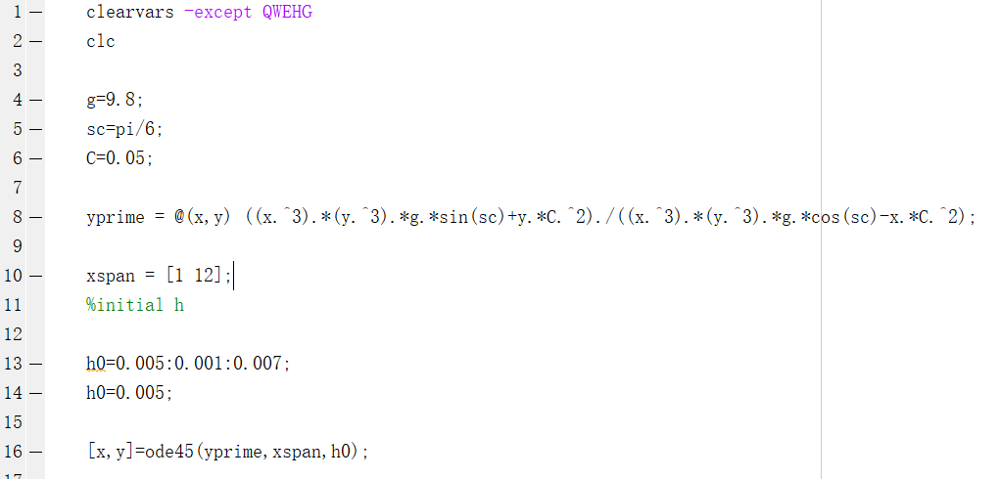 1 — clearvars -except QWEHG
2 — clc
3
4 — g=9.8;
5 — sc=pi/6;
6 — C=0.05;
7
8 — yprime = @(x,y) ((x.^3).*(y.^3).*g.*sin(sc)+y.*C.^2)./((x.^3).*(y.^3).*g.*cos(sc)-x.*C.^2);
9
10 — xspan = [1 12];
11 %initial h
12
13 — h0=0.005:0.001:0.007;
14 — h0=0.005;
15
16 — [x,y]=ode45(yprime,xspan,h0);
17